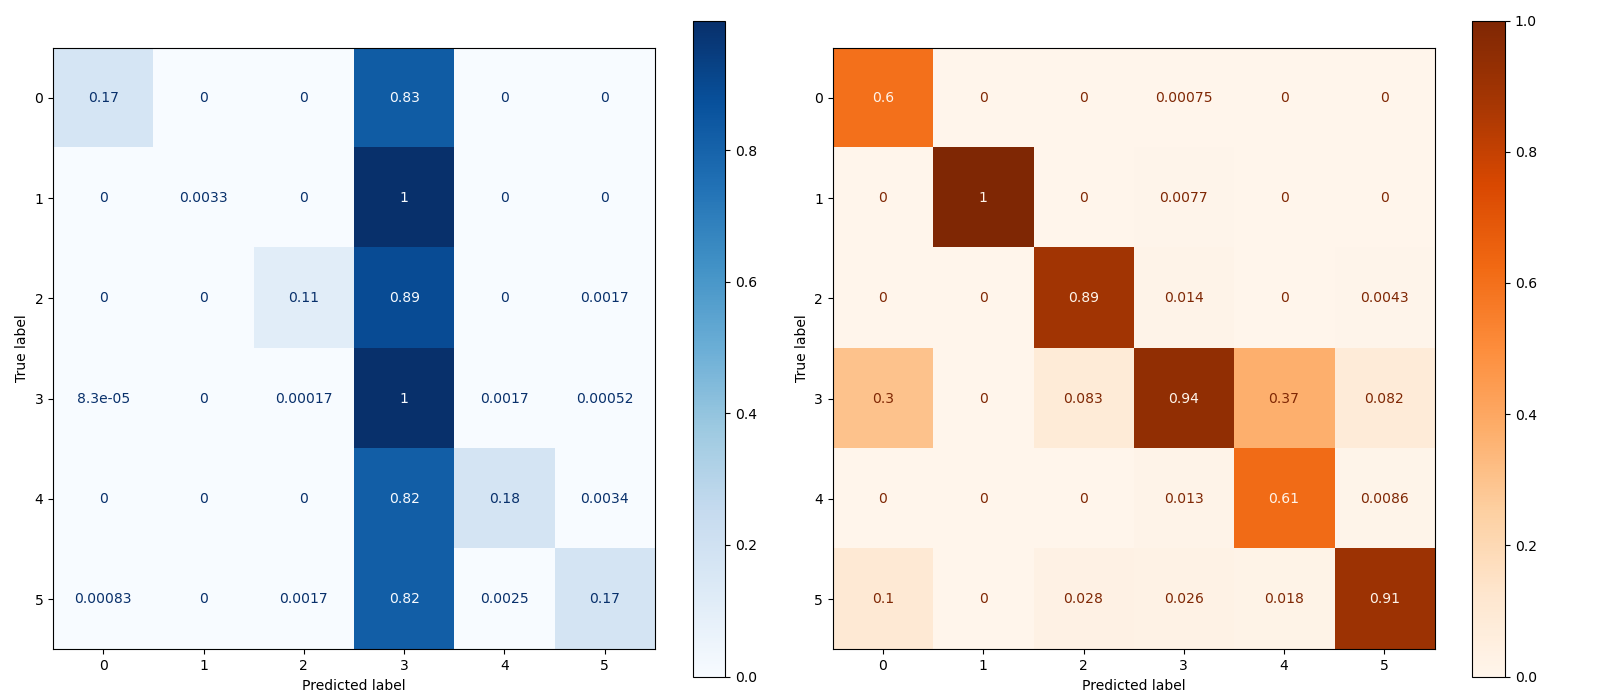 0 0.17 0 0 0.83 0 0
1 0 0.0033 0 1 0 0
2 0 0 0.11 0.89 0 0.0017
3 8.3e-05 0 0.00017 1 0.0017 0.00052
4 0 0 0 0.82 0.18 0.0034
5 0.00083 0 0.0017 0.82 0.0025 0.17
0 1 2 3 4 5
Predicted label
True label
0.8
0.6
0.4
0.2
0.0
0 0.6 0 0 0.00075 0 0
1 0 1 0 0.0077 0 0
2 0 0 0.89 0.014 0 0.0043
3 0.3 0 0.083 0.94 0.37 0.082
4 0 0 0 0.013 0.61 0.0086
5 0.1 0 0.028 0.026 0.018 0.91
0 1 2 3 4 5
Predicted label
True label
1.0
0.8
0.6
0.4
0.2
0.0